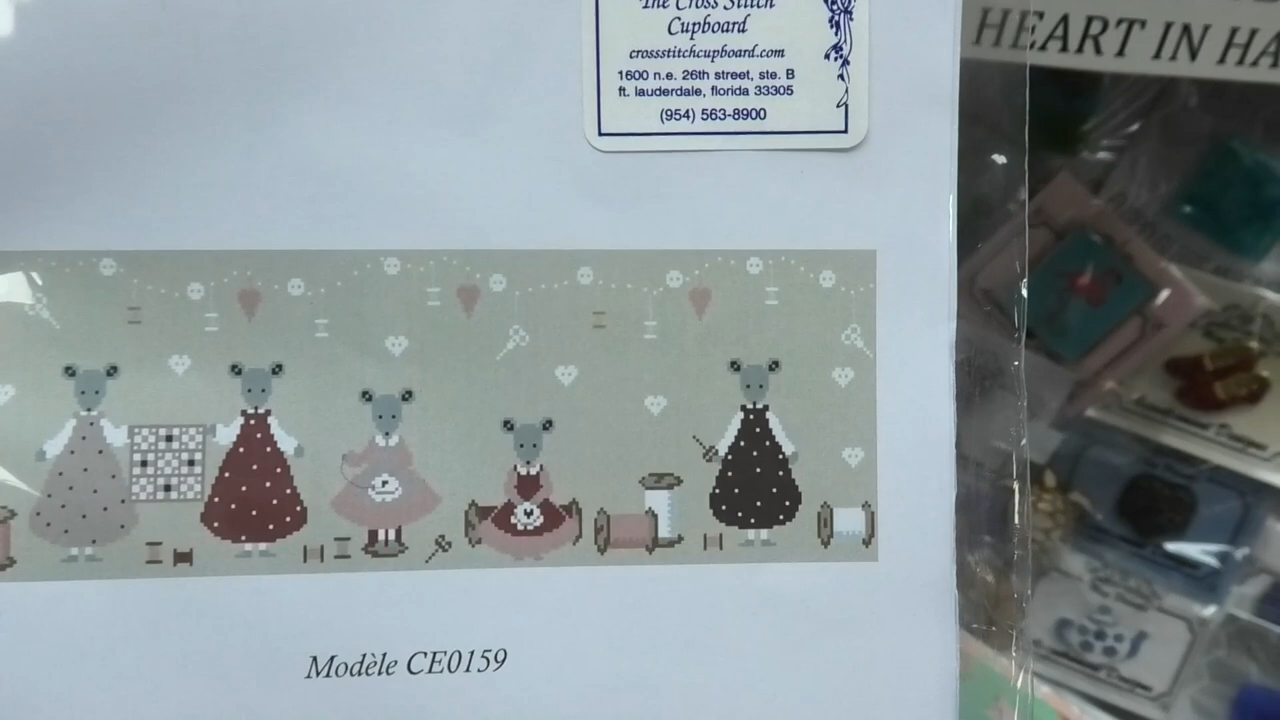 The Cross Stitch
Cupboard
crossstitchcupboard.com
1600 n.e. 26th street, ste. B
ft. lauderdale, florida 33305
(954) 563-8900
HEART IN HA
Modèle CE0159